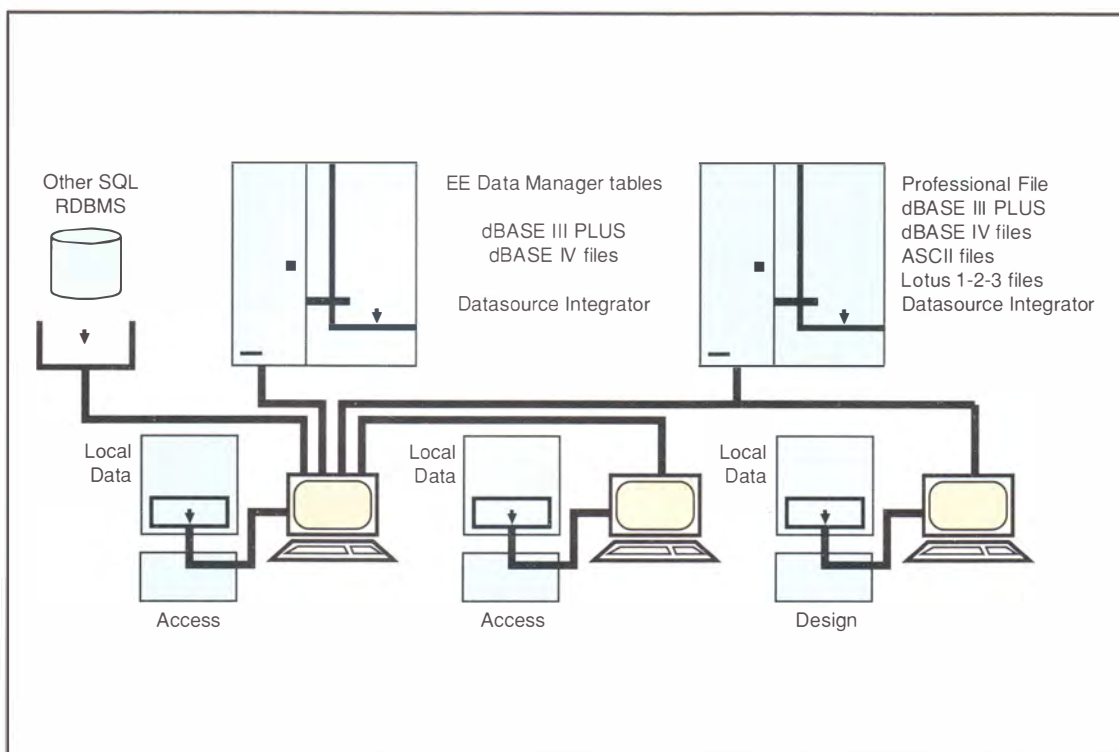 Other SQL
RDBMS
EE Data Manager tables
dBASE III PLUS
dBASE IV files
Datasource Integrator
Professional File
dBASE III PLUS
dBASE IV files
ASCII files
Lotus 1-2-3 files
Datasource Integrator
Local
Data
Local
Data
Local
Data
Access
Access
Design